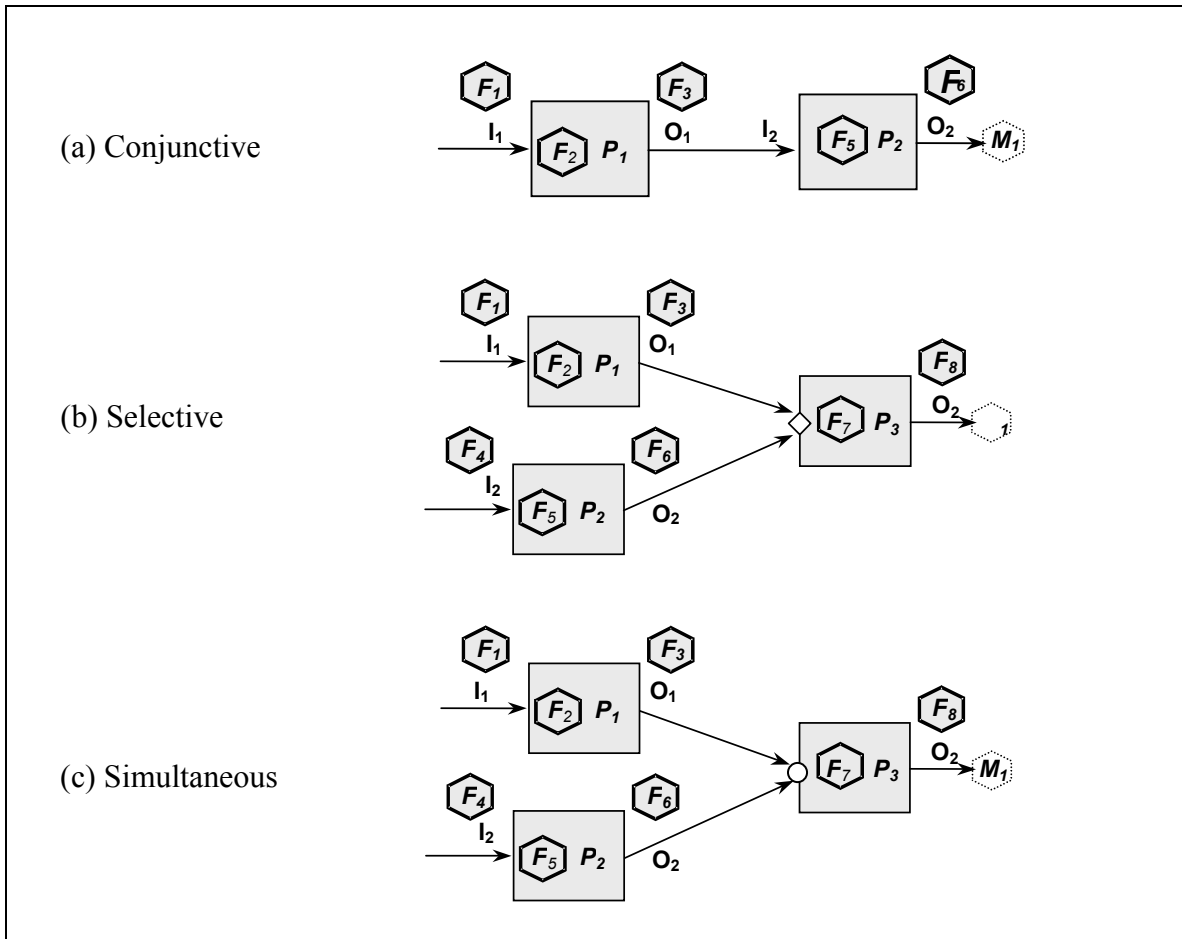 F1 F3 F6
(a) Conjunctive I1 F2 P1 O1 I2 F5 P2 O2 M1
F1 F3
I1 F2 P1 O1
F8
(b) Selective F7 P3 O2 1
F4 F6
I2 F5 P2 O2
F1 F3
I1 F2 P1 O1
F8
(c) Simultaneous F7 P3 O2 M1
F4 F6
I2 F5 P2 O2